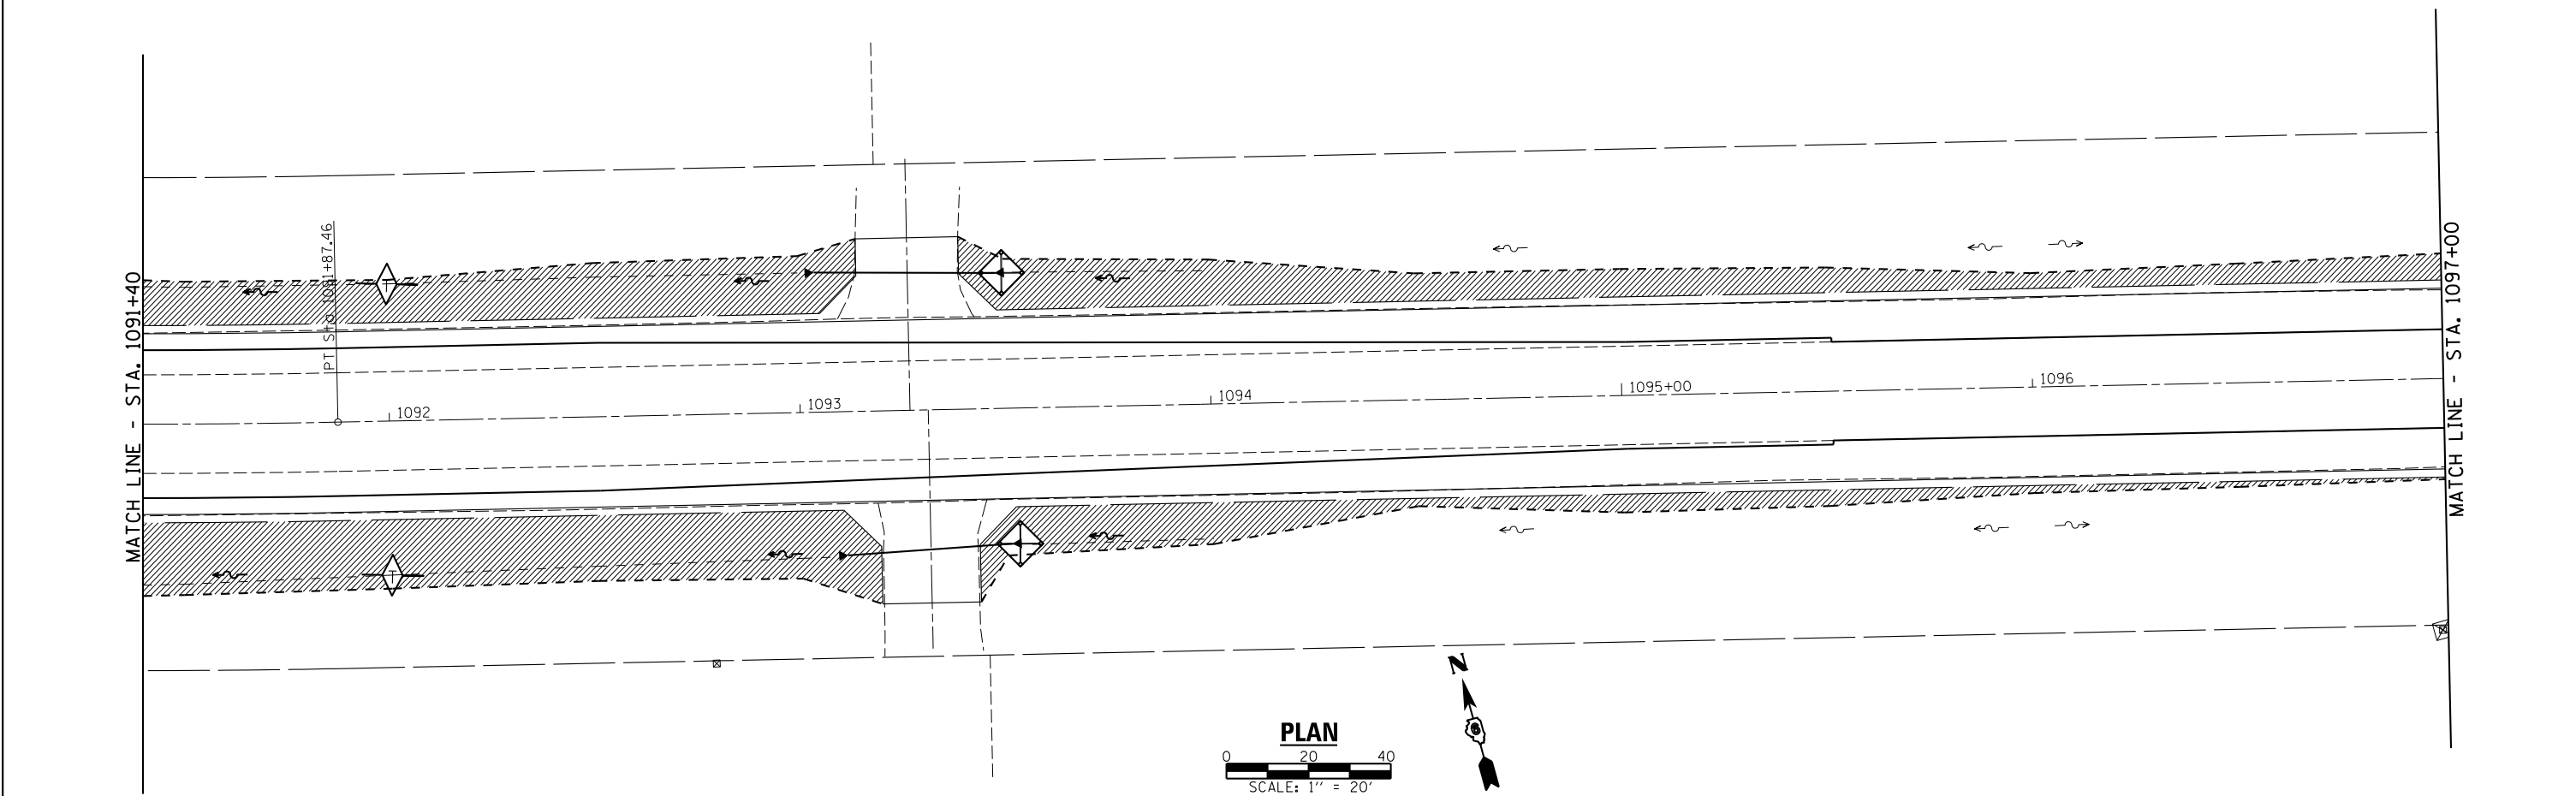 MATCH LINE - STA. 1091+40
PT Sta 1091+87.46
1092
1093
1094
1095+00
1096
MATCH LINE - STA. 1097+00
T
T
N
6
PLAN
0 20 40
SCALE: 1" = 20'